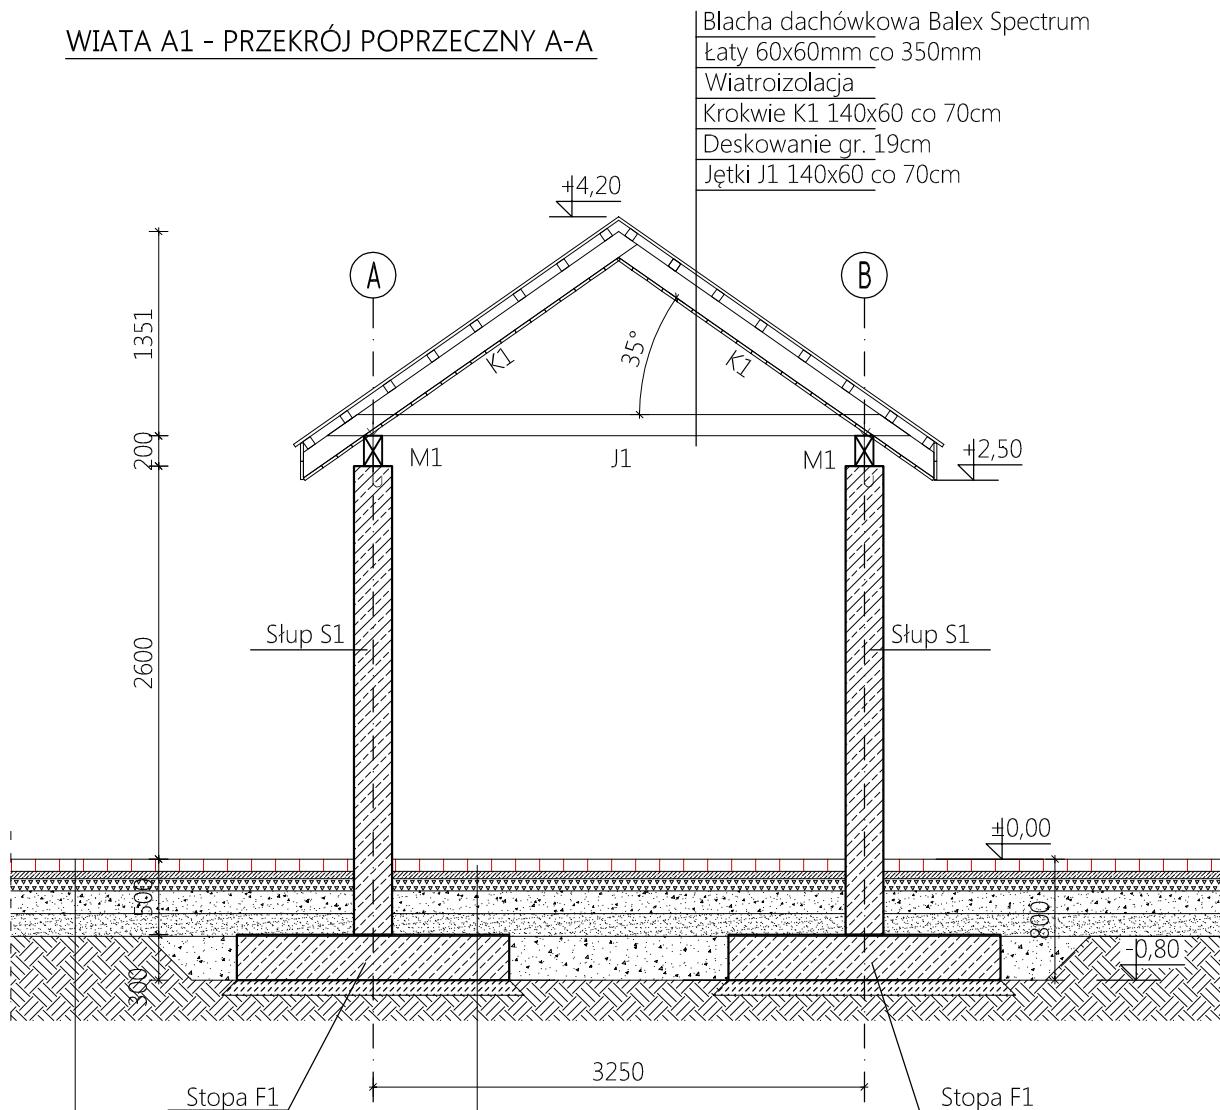 WIATA A1 - PRZEKRÓJ POPRZECZNY A-A
Blacha dachówkowa Balex Spectrum
Łaty 60x60mm co 350mm
Wiatroizolacja
Krokwie K1 140x60 co 70cm
Deskowanie gr. 19cm
Jętki J1 140x60 co 70cm
+4,20
A
B
1351
35°
K1
K1
200
M1
J1
M1
+2,50
Słup S1
Słup S1
2600
±0,00
500
800
-0,80
300
3250
Stopa F1
Stopa F1